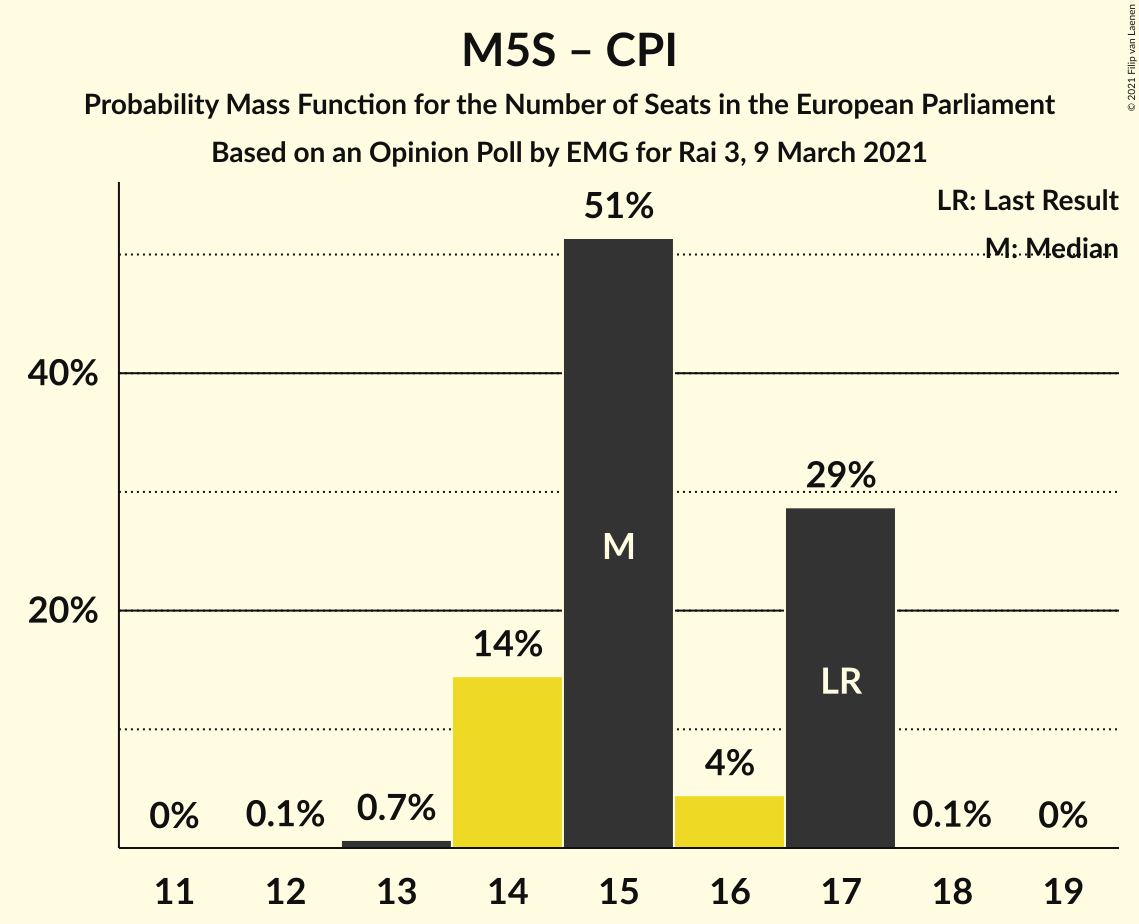 M5S – CPI
Probability Mass Function for the Number of Seats in the European Parliament
Based on an Opinion Poll by EMG for Rai 3, 9 March 2021
© 2021 Filip van Laenen
LR: Last Result
M: Median
51%
40%
29%
M
20%
14%
LR
4%
0%
0.1%
0.7%
0.1%
0%
11 12 13 14 15 16 17 18 19